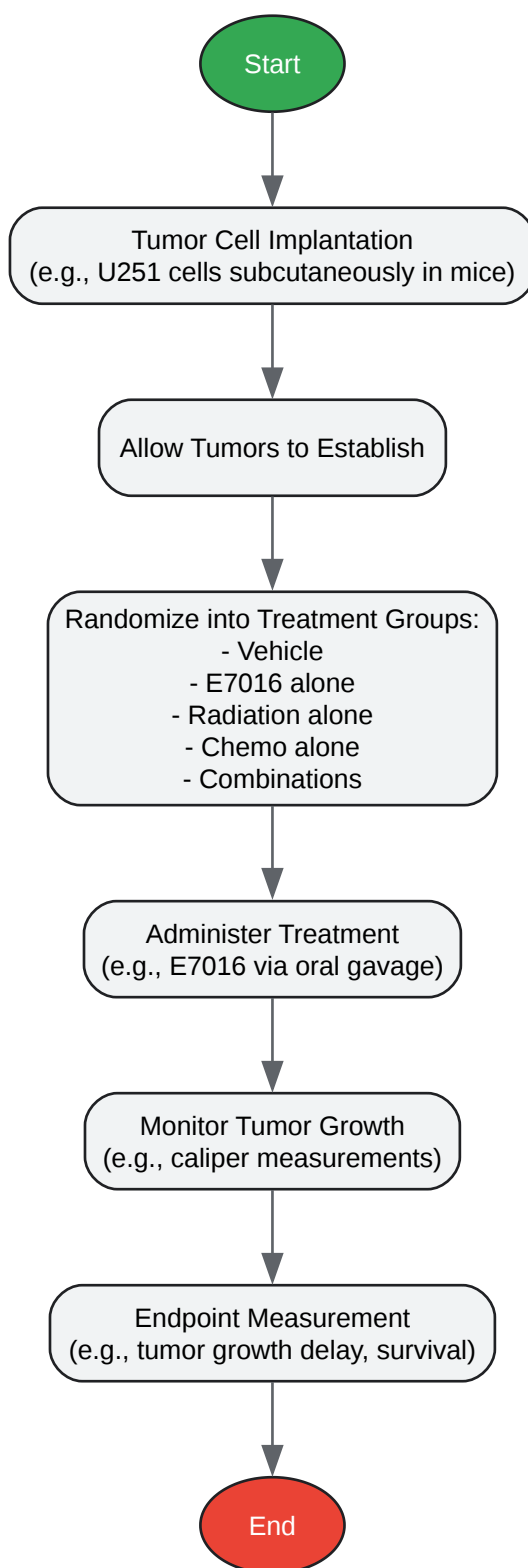 Start
Tumor Cell Implantation
(e.g., U251 cells subcutaneously in mice)
Allow Tumors to Establish
Randomize into Treatment Groups:
- Vehicle
- E7016 alone
- Radiation alone
- Chemo alone
- Combinations
Administer Treatment
(e.g., E7016 via oral gavage)
Monitor Tumor Growth
(e.g., caliper measurements)
Endpoint Measurement
(e.g., tumor growth delay, survival)
End